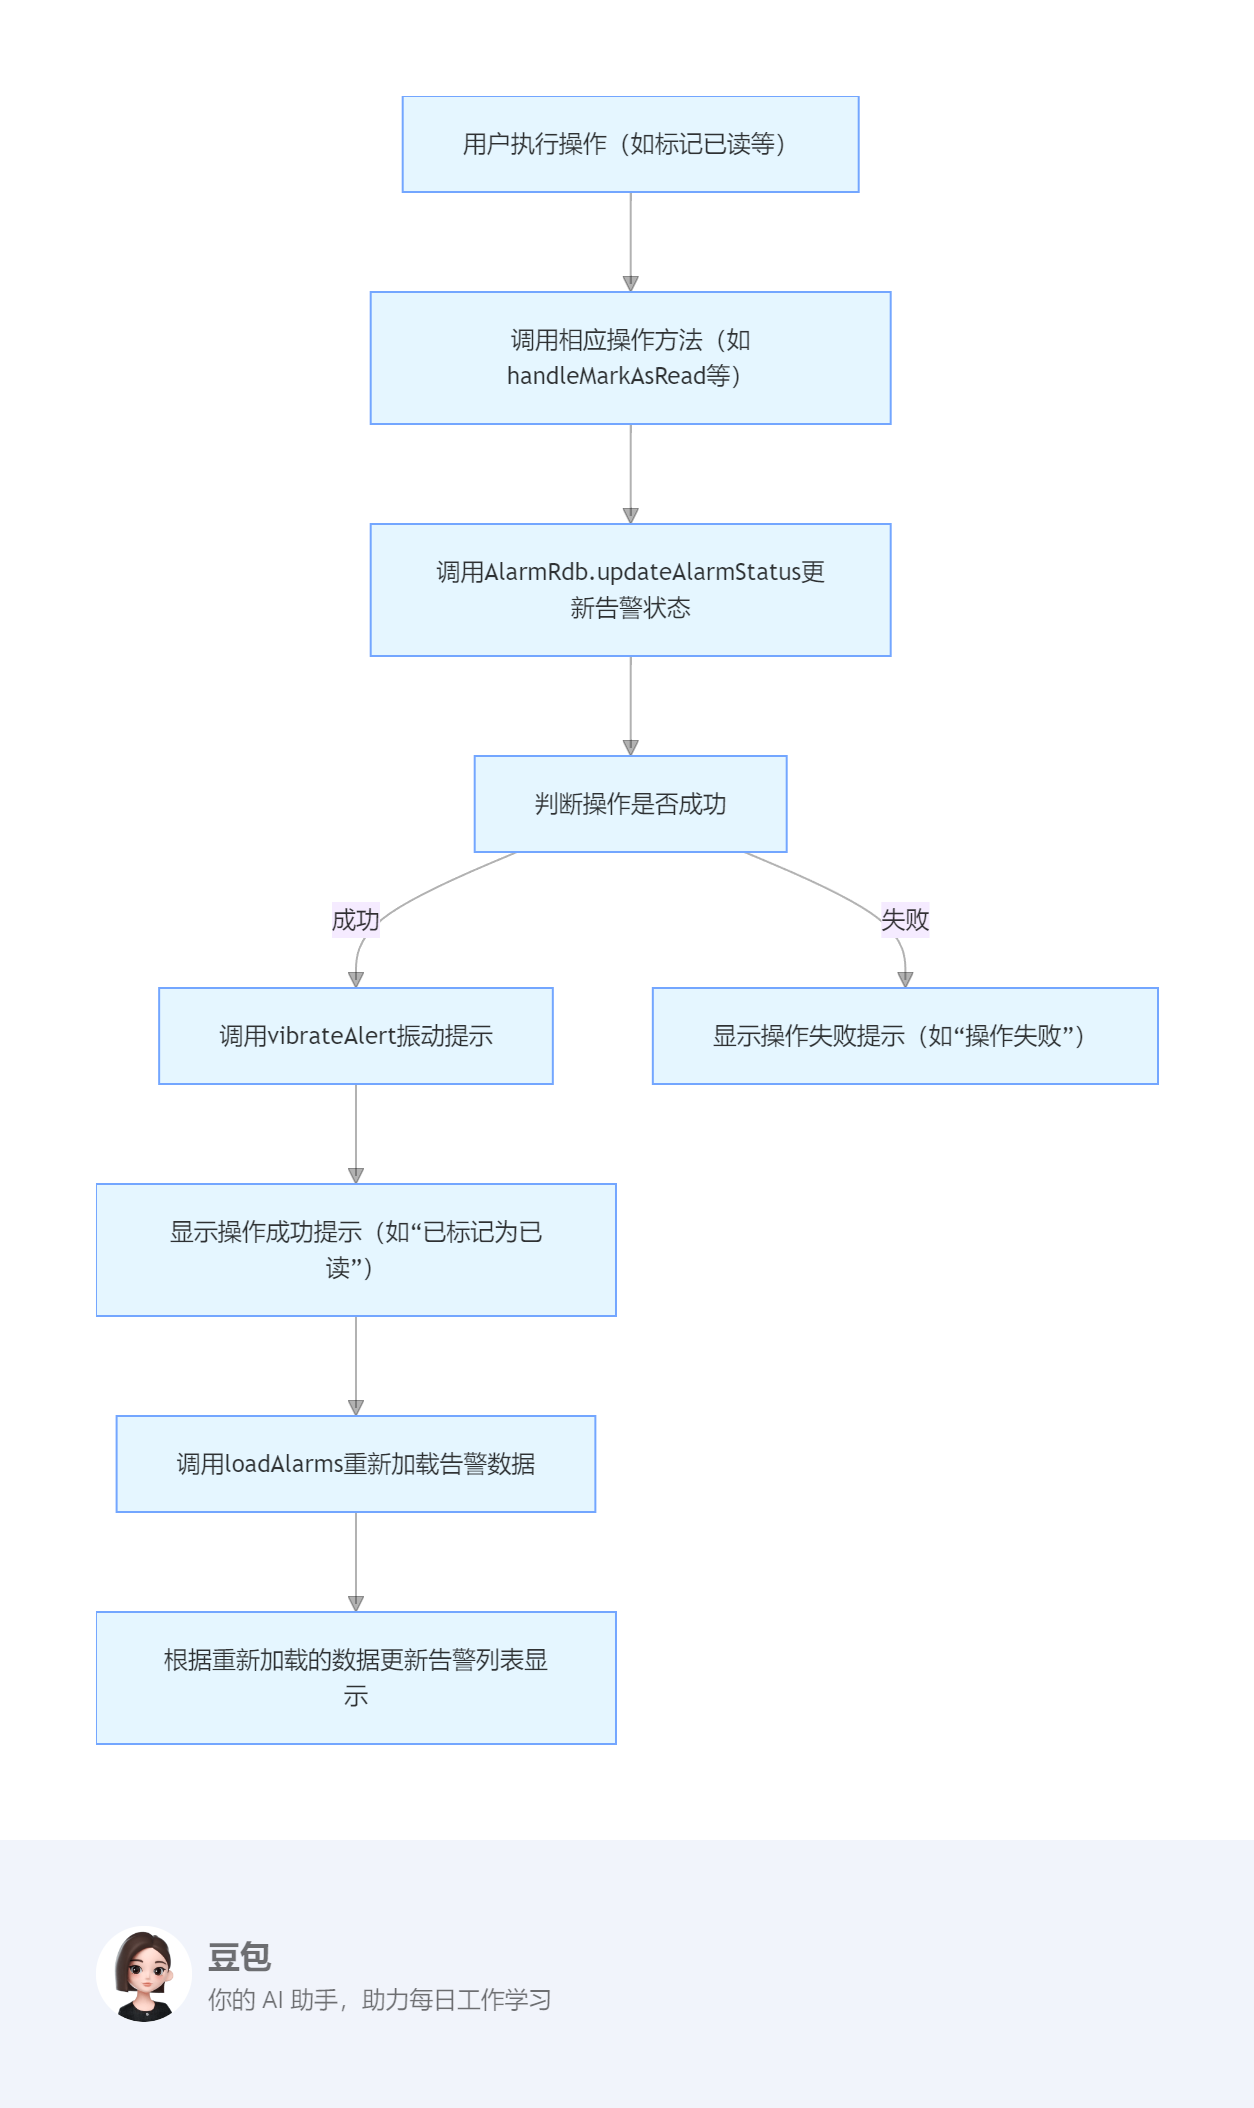 用户执行操作（如标记已读等）
调用相应操作方法（如
handleMarkAsRead等）
调用AlarmRdb.updateAlarmStatus更
新告警状态
判断操作是否成功
成功
失败
调用vibrateAlert振动提示
显示操作失败提示（如“操作失败”）
显示操作成功提示（如“已标记为已
读”）
调用loadAlarms重新加载告警数据
根据重新加载的数据更新告警列表显
示
豆包
你的 AI 助手，助力每日工作学习